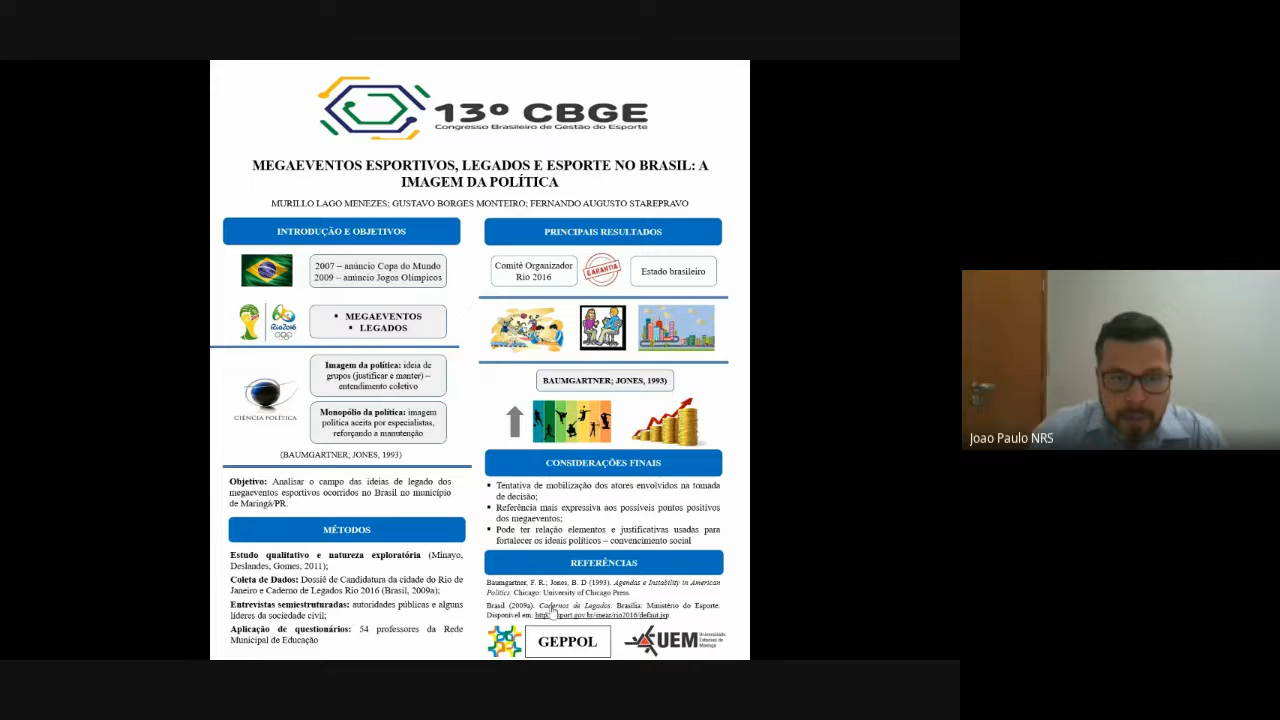 13º CBGE
Congresso Brasileiro de Gestão do Esporte
MEGAEVENTOS ESPORTIVOS, LEGADOS E ESPORTE NO BRASIL: A
IMAGEM DA POLÍTICA
MURILLO LAGO MENEZES; GUSTAVO BORGES MONTEIRO; FERNANDO AUGUSTO STAREPRAVO
INTRODUÇÃO E OBJETIVOS
2007 – anúncio Copa do Mundo
2009 – anúncio Jogos Olímpicos
Rio2016
▪ MEGAEVENTOS
▪ LEGADOS
CIÊNCIA POLÍTICA
Imagem da política: ideia de
grupos (justificar e manter) –
entendimento coletivo
Monopólio da política: imagem
política aceita por especialistas,
reforçando a manutenção
(BAUMGARTNER; JONES, 1993)
Objetivo: Analisar o campo das ideias de legado dos
megaeventos esportivos ocorridos no Brasil no município
de Maringá/PR.
MÉTODOS
Estudo qualitativo e natureza exploratória (Minayo,
Deslandes, Gomes, 2011);
Coleta de Dados: Dossiê de Candidatura da cidade do Rio de
Janeiro e Caderno de Legados Rio 2016 (Brasil, 2009a);
Entrevistas semiestruturadas: autoridades públicas e alguns
líderes da sociedade civil;
Aplicação de questionários: 54 professores da Rede
Municipal de Educação
PRINCIPAIS RESULTADOS
Comitê Organizador
Rio 2016
GARANTIA
Estado brasileiro
BAUMGARTNER; JONES, 1993)
CONSIDERAÇÕES FINAIS
▪ Tentativa de mobilização dos atores envolvidos na tomada
de decisão;
▪ Referência mais expressiva aos possíveis pontos positivos
dos megaeventos;
▪ Pode ter relação elementos e justificativas usadas para
fortalecer os ideais políticos – convencimento social
REFERÊNCIAS
Baumgartner, F. R.; Jones, B. D (1993). Agendas e Instability in American
Politics. Chicago: University of Chicago Press.
Brasil (2009a). Cadernos de Legados. Brasília: Ministério do Esporte.
Disponível em:
GEPPOL
UEM
Universidade
Estadual de
Maringá
Joao Paulo NRS